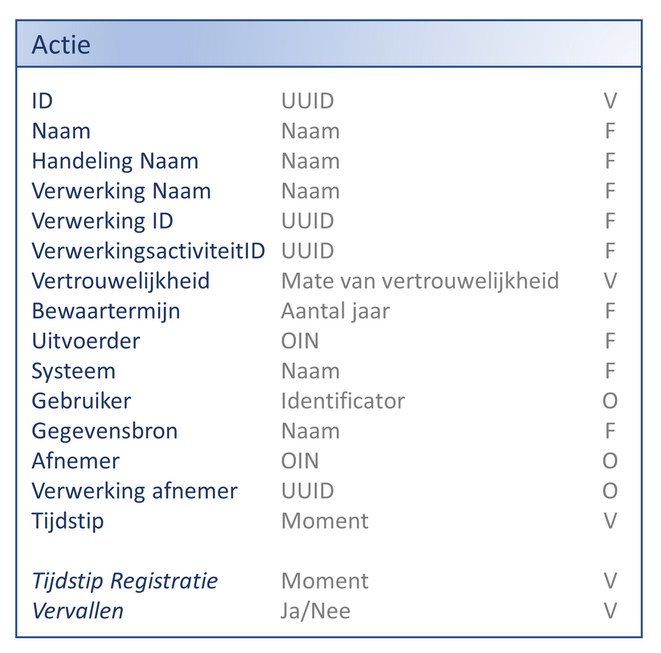 Actie
ID UUID V
Naam Naam F
Handeling Naam Naam F
Verwerking Naam Naam F
Verwerking ID UUID F
VerwerkingsactiviteitID UUID F
Vertrouwelijkheid Mate van vertrouwelijkheid V
Bewaartermijn Aantal jaar F
Uitvoerder OIN F
Systeem Naam F
Gebruiker Identificator O
Gegevensbron Naam F
Afnemer OIN O
Verwerking afnemer UUID O
Tijdstip Moment V
Tijdstip Registratie Moment V
Vervallen Ja/Nee V